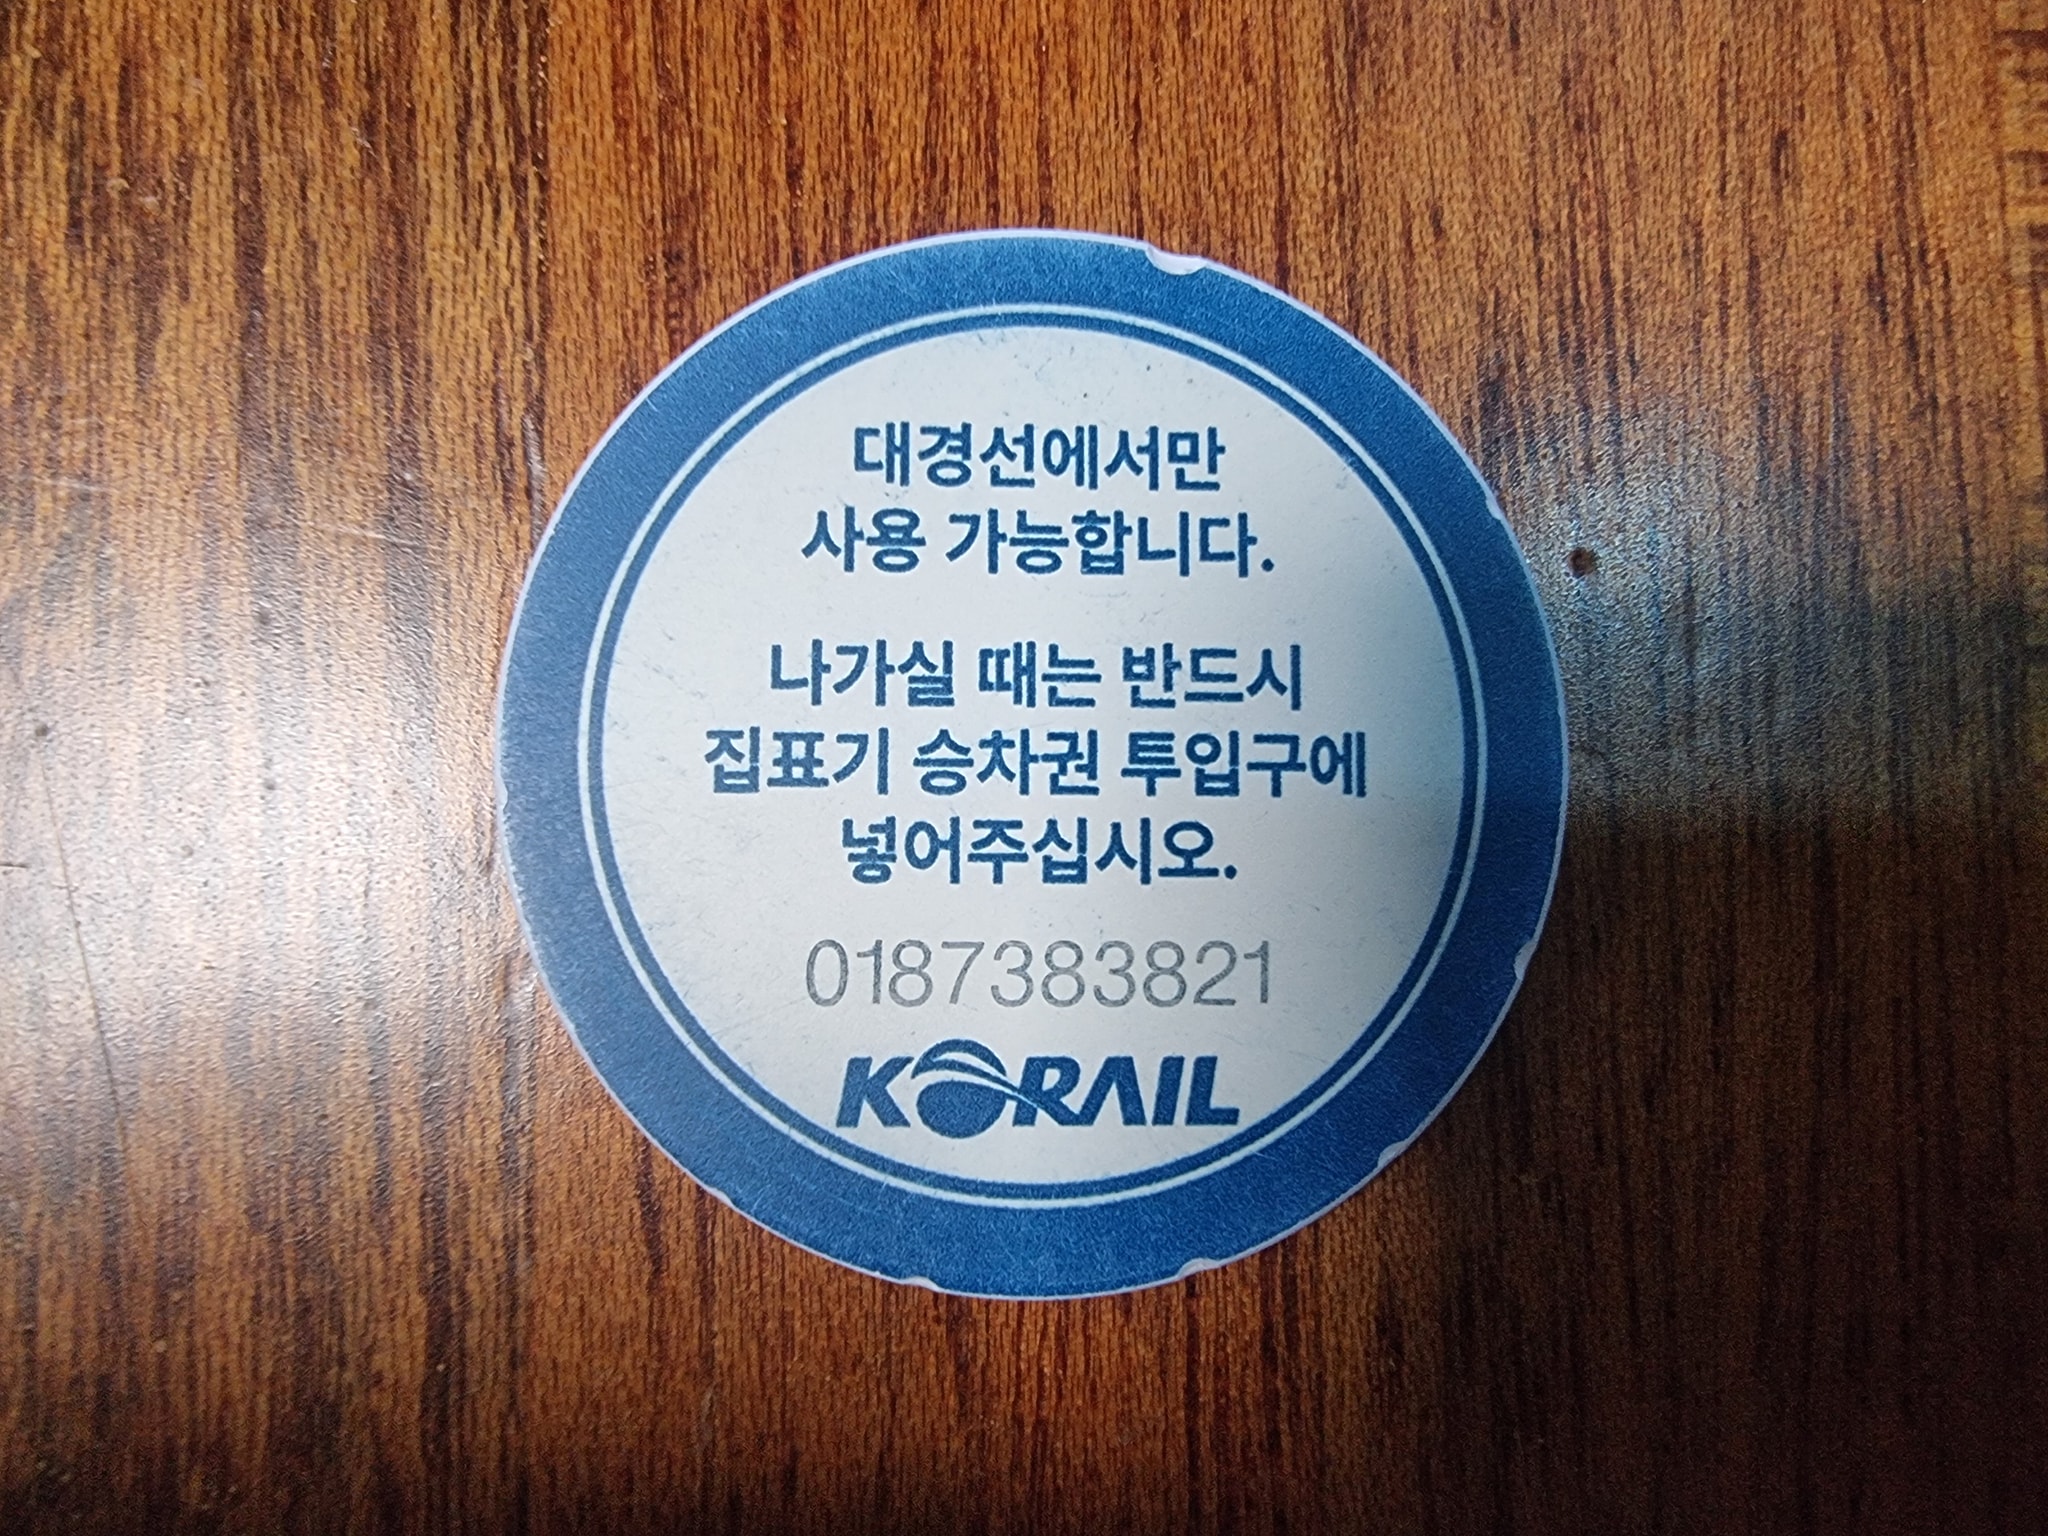 대경선에서만
사용 가능합니다.
나가실 때는 반드시
집표기 승차권 투입구에
넣어주십시오.
0187383821
KORAIL